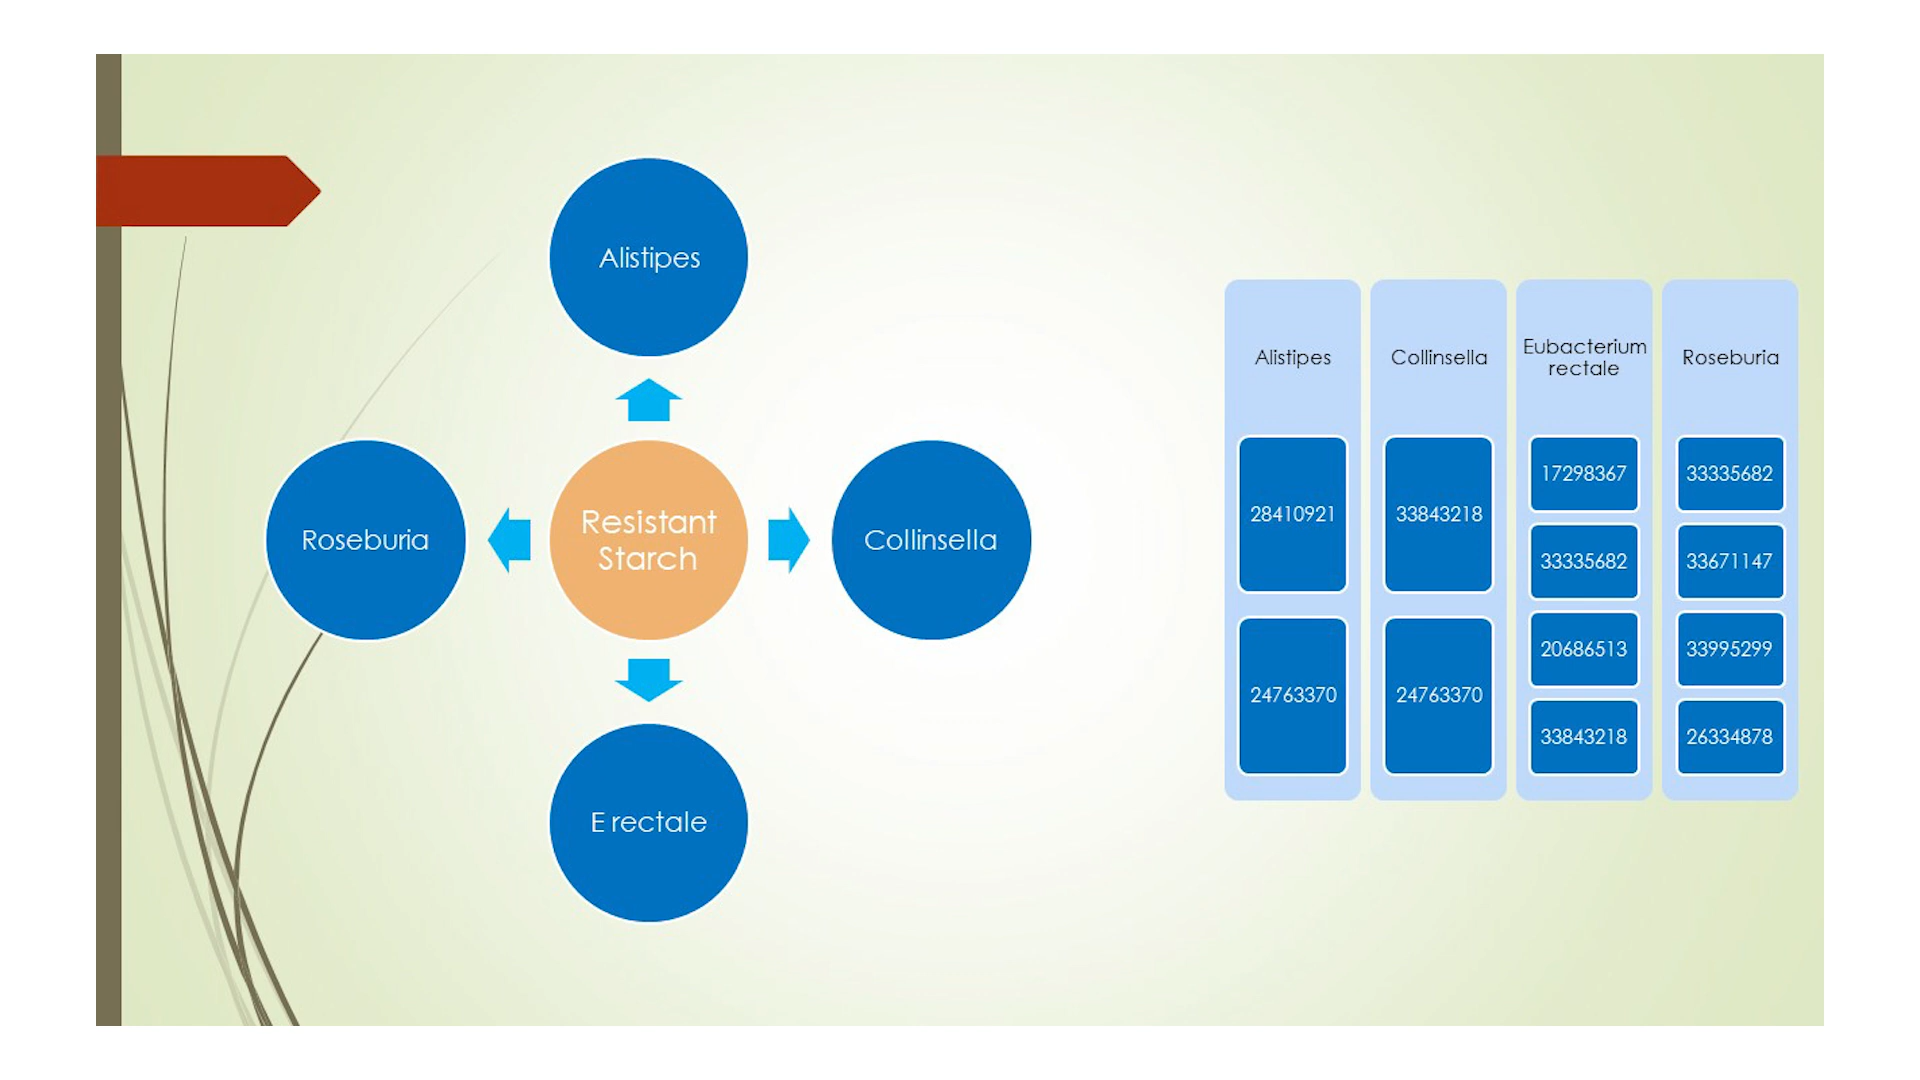 Alistipes
Roseburia
Resistant
Starch
Collinsella
E rectale
Alistipes
28410921
24763370
Collinsella
33843218
24763370
Eubacterium
rectale
17298367
33335682
20686513
33843218
Roseburia
33335682
33671147
33995299
26334878